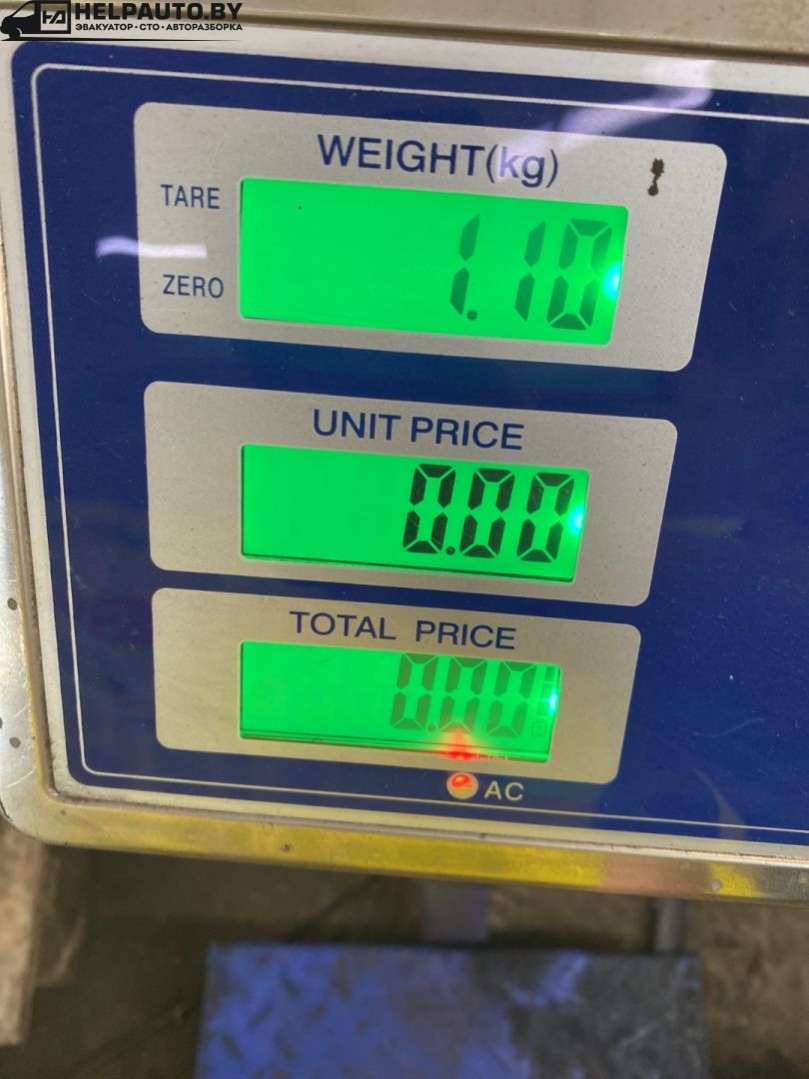 HELPAUTO.BY
ЭВАКУАТОР • СТО • АВТОРАЗБОРКА
WEIGHT(kg)
TARE
1.10
ZERO
UNIT PRICE
0.00
TOTAL PRICE
0.00
AC